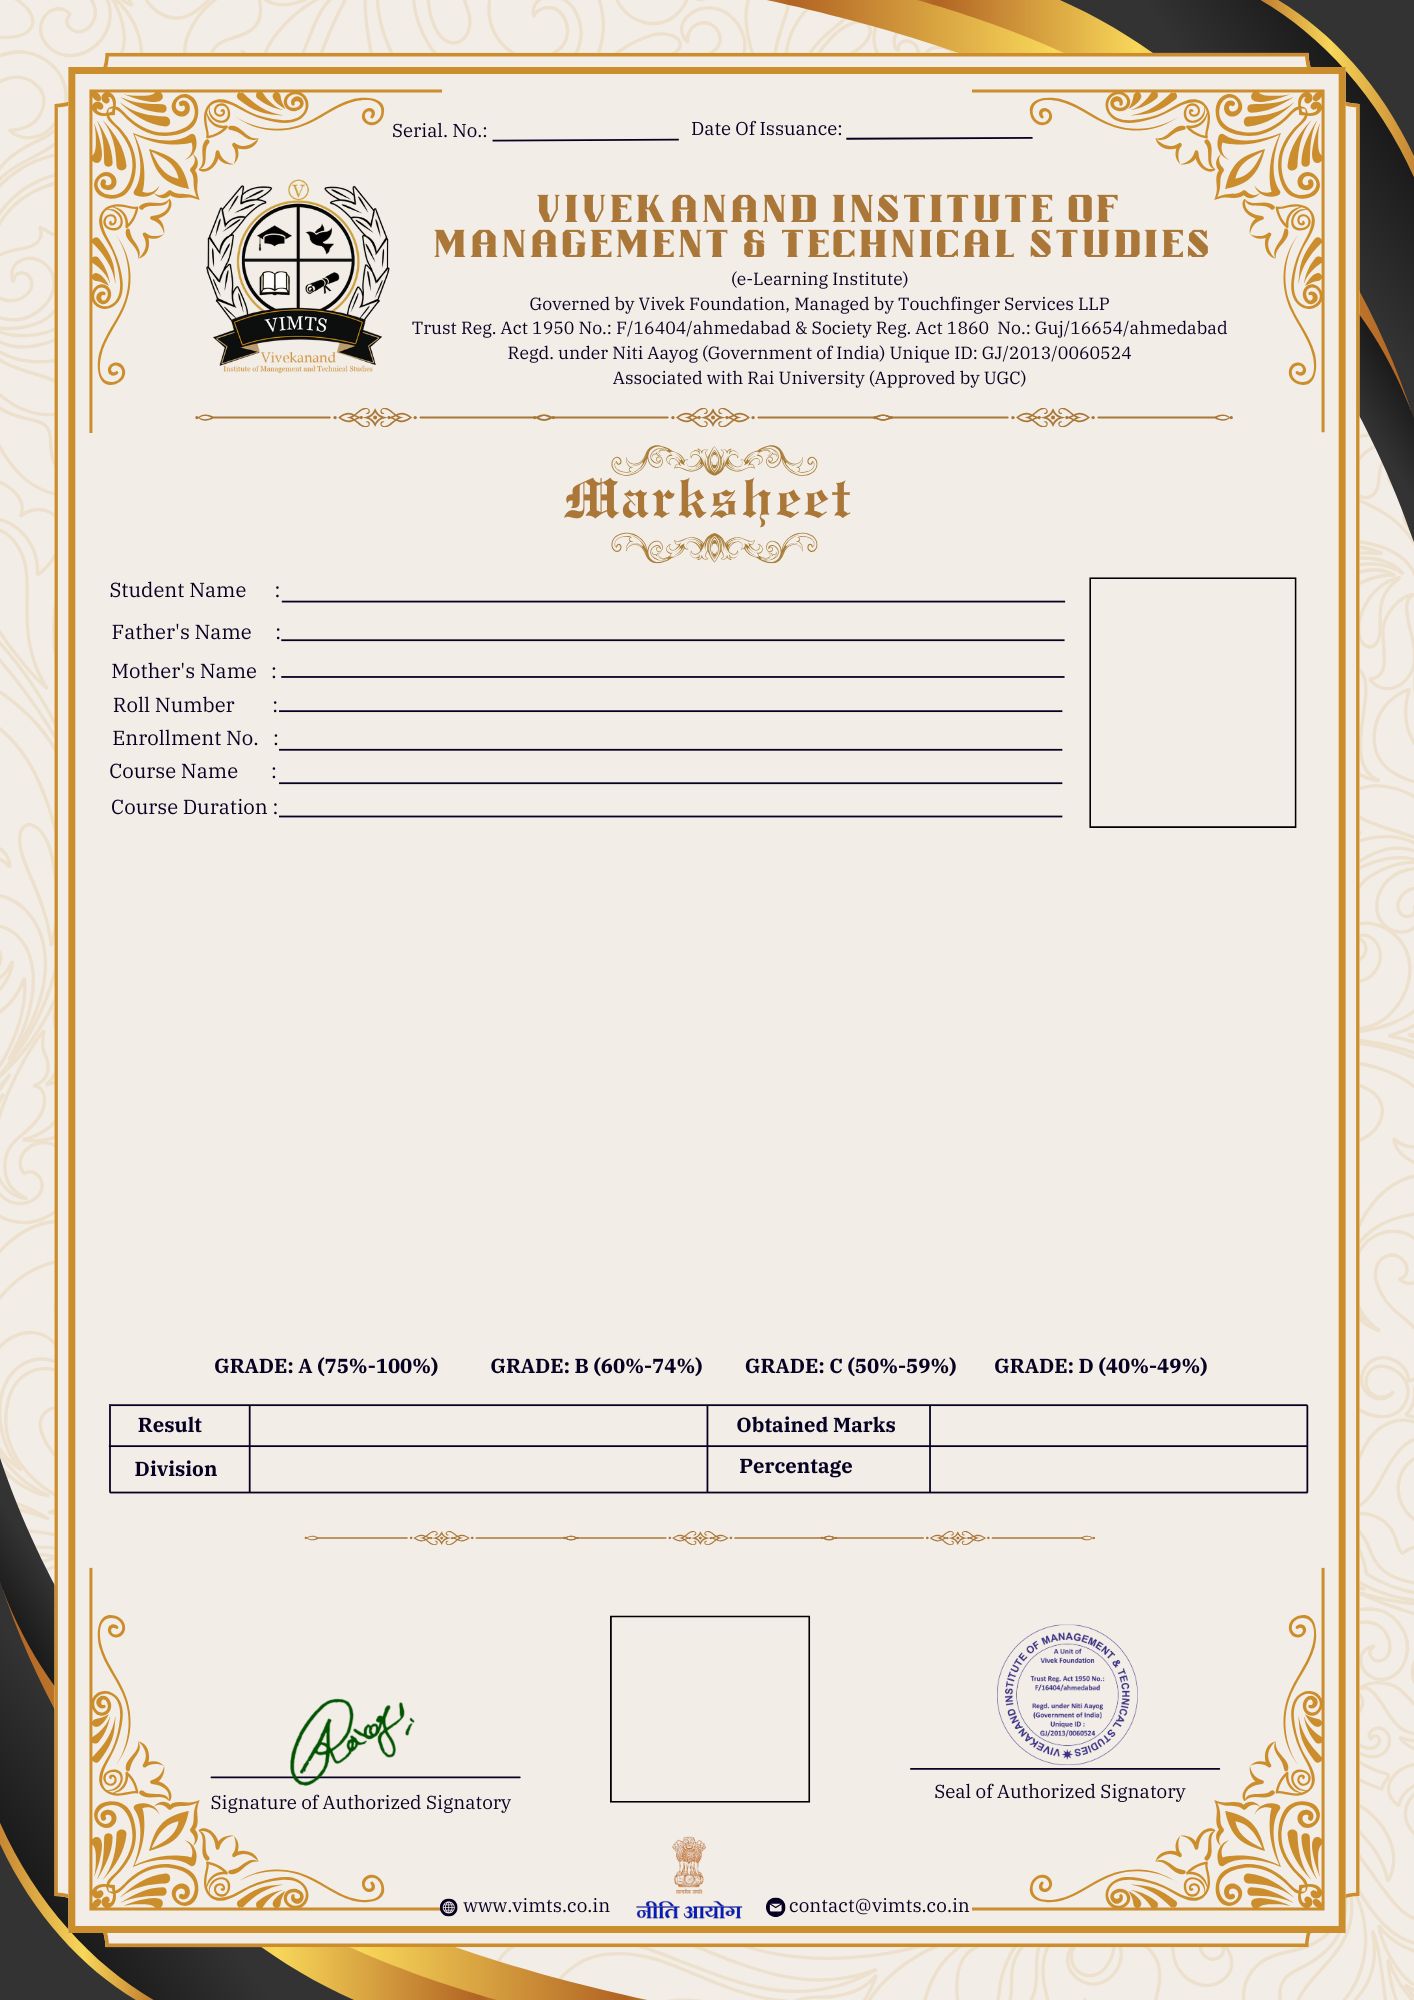 Serial. No.: Date Of Issuance:
V
VIMTS
Vivekanand
Institute of Management and Technical Studies
VIVEKANAND INSTITUTE OF
MANAGEMENT & TECHNICAL STUDIES
(e-Learning Institute)
Governed by Vivek Foundation, Managed by Touchfinger Services LLP
Trust Reg. Act 1950 No.: F/16404/ahmedabad & Society Reg. Act 1860 No.: Guj/16654/ahmedabad
Regd. under Niti Aayog (Government of India) Unique ID: GJ/2013/0060524
Associated with Rai University (Approved by UGC)
Marksheet
Student Name :
Father's Name :
Mother's Name :
Roll Number :
Enrollment No. :
Course Name :
Course Duration :
GRADE: A (75%-100%) GRADE: B (60%-74%) GRADE: C (50%-59%) GRADE: D (40%-49%)
Result Obtained Marks
Division Percentage
VIVEKANAND INSTITUTE OF MANAGEMENT & TECHNICAL STUDIES
A Unit of
Vivek Foundation
Trust Reg. Act 1950 No.:
F/16404/ahmedabad
Regd. under Niti Aayog
(Government of India)
Unique ID :
GJ/2013/0060524
Signature of Authorized Signatory
Seal of Authorized Signatory
www.vimts.co.in
नीति आयोग
contact@vimts.co.in